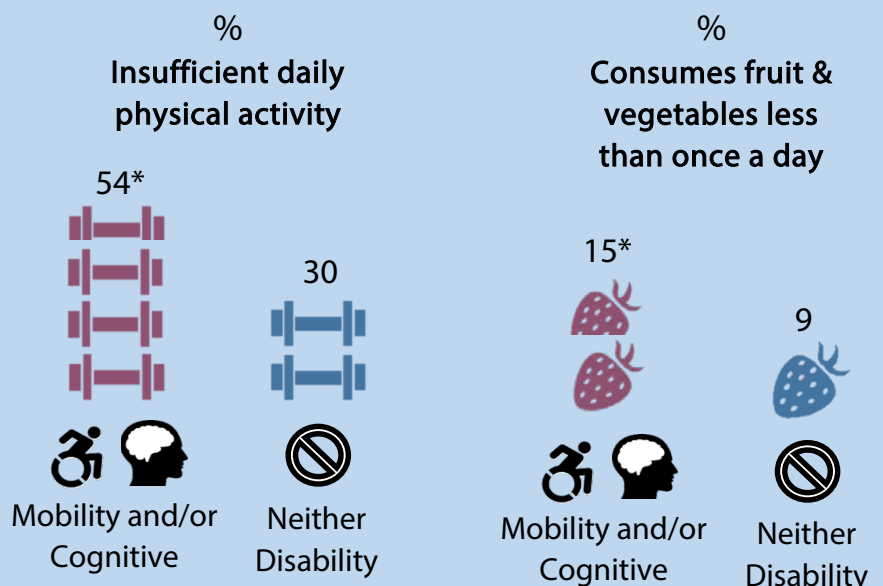 %
Insufficient daily
physical activity
54*
30
Mobility and/or
Cognitive
Neither
Disability
%
Consumes fruit &
vegetables less
than once a day
15*
9
Mobility and/or
Cognitive
Neither
Disability